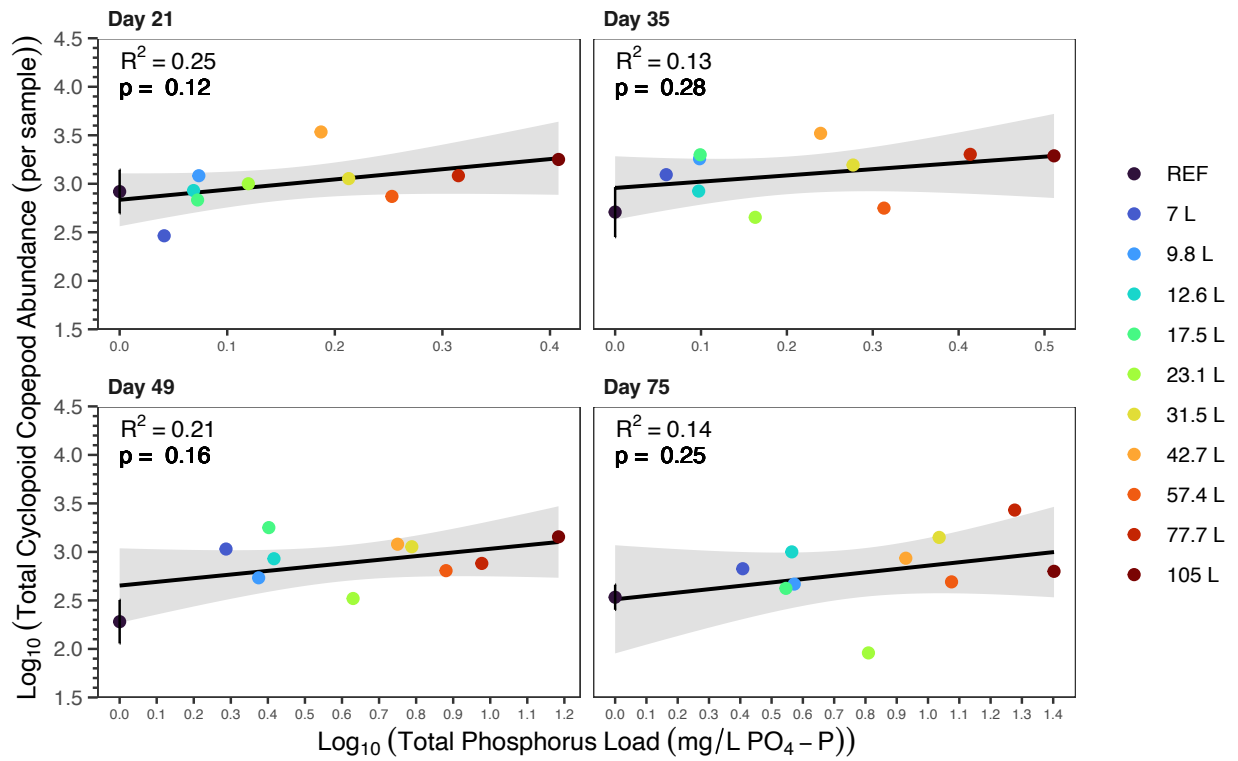 Day 21
R² = 0.25
p = 0.12
4.5
4.0
3.5
3.0
2.5
2.0
1.5
0.0 0.1 0.2 0.3 0.4
Day 35
R² = 0.13
p = 0.28
0.0 0.1 0.2 0.3 0.4 0.5
Day 49
R² = 0.21
p = 0.16
4.5
4.0
3.5
3.0
2.5
2.0
1.5
0.0 0.1 0.2 0.3 0.4 0.5 0.6 0.7 0.8 0.9 1.0 1.1 1.2
Day 75
R² = 0.14
p = 0.25
0.0 0.1 0.2 0.3 0.4 0.5 0.6 0.7 0.8 0.9 1.0 1.1 1.2 1.3 1.4
Log₁₀ (Total Cyclopoid Copepod Abundance (per sample))
Log₁₀ (Total Phosphorus Load (mg/L PO₄ – P))
REF
7 L
9.8 L
12.6 L
17.5 L
23.1 L
31.5 L
42.7 L
57.4 L
77.7 L
105 L